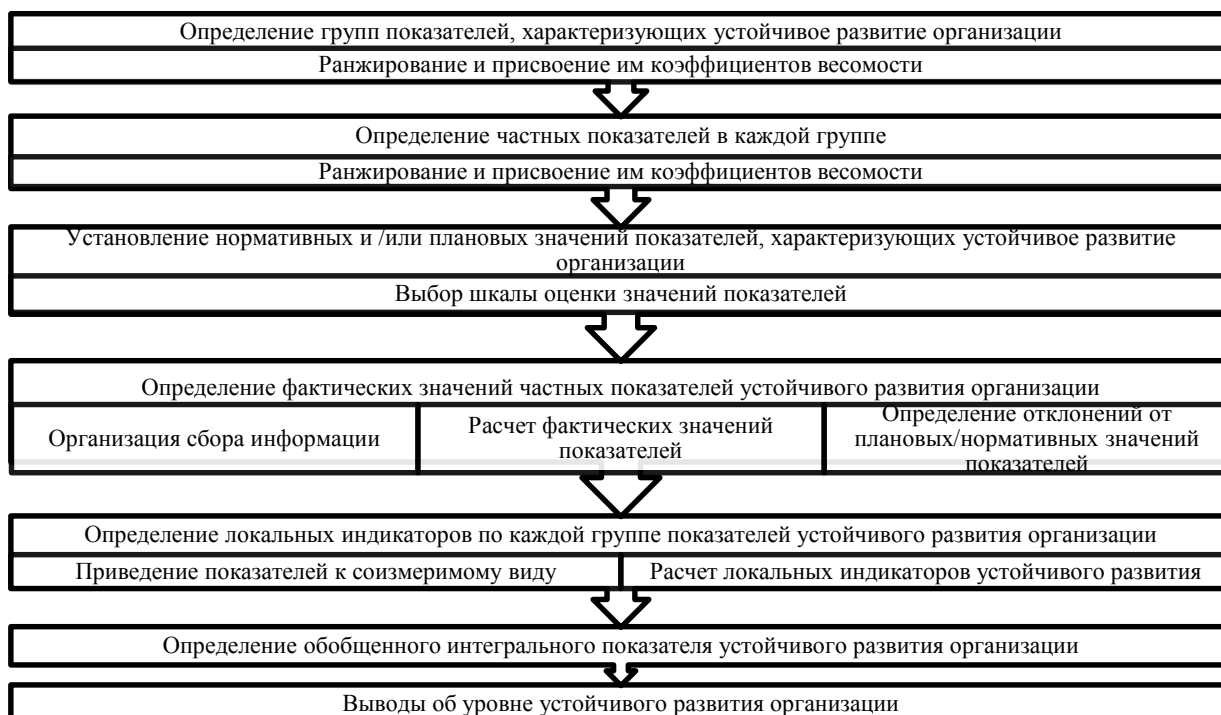 Определение групп показателей, характеризующих устойчивое развитие организации
Ранжирование и присвоение им коэффициентов весомости
Определение частных показателей в каждой группе
Ранжирование и присвоение им коэффициентов весомости
Установление нормативных и /или плановых значений показателей, характеризующих устойчивое развитие
организации
Выбор шкалы оценки значений показателей
Определение фактических значений частных показателей устойчивого развития организации
Организация сбора информации
Расчет фактических значений
показателей
Определение отклонений от
плановых/нормативных значений
показателей
Определение локальных индикаторов по каждой группе показателей устойчивого развития организации
Приведение показателей к соизмеримому виду
Расчет локальных индикаторов устойчивого развития
Определение обобщенного интегрального показателя устойчивого развития организации
Выводы об уровне устойчивого развития организации